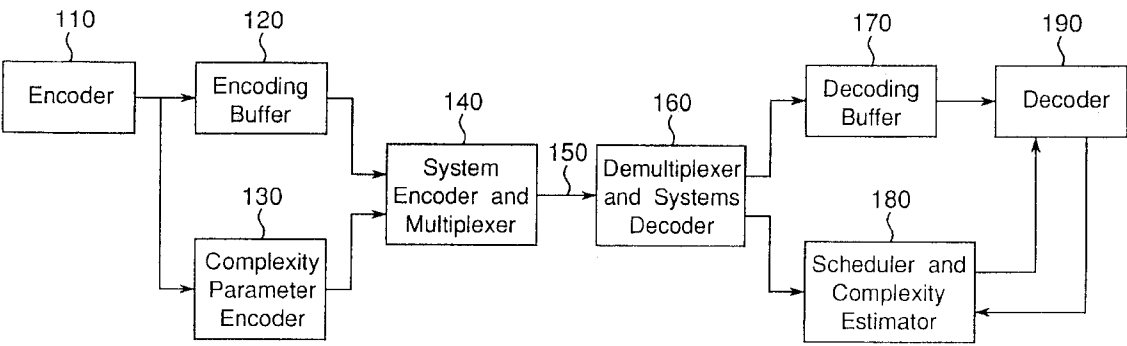 110
Encoder
120
Encoding
Buffer
130
Complexity
Parameter
Encoder
140
System
Encoder and
Multiplexer
150
160
Demultiplexer
and Systems
Decoder
170
Decoding
Buffer
180
Scheduler and
Complexity
Estimator
190
Decoder